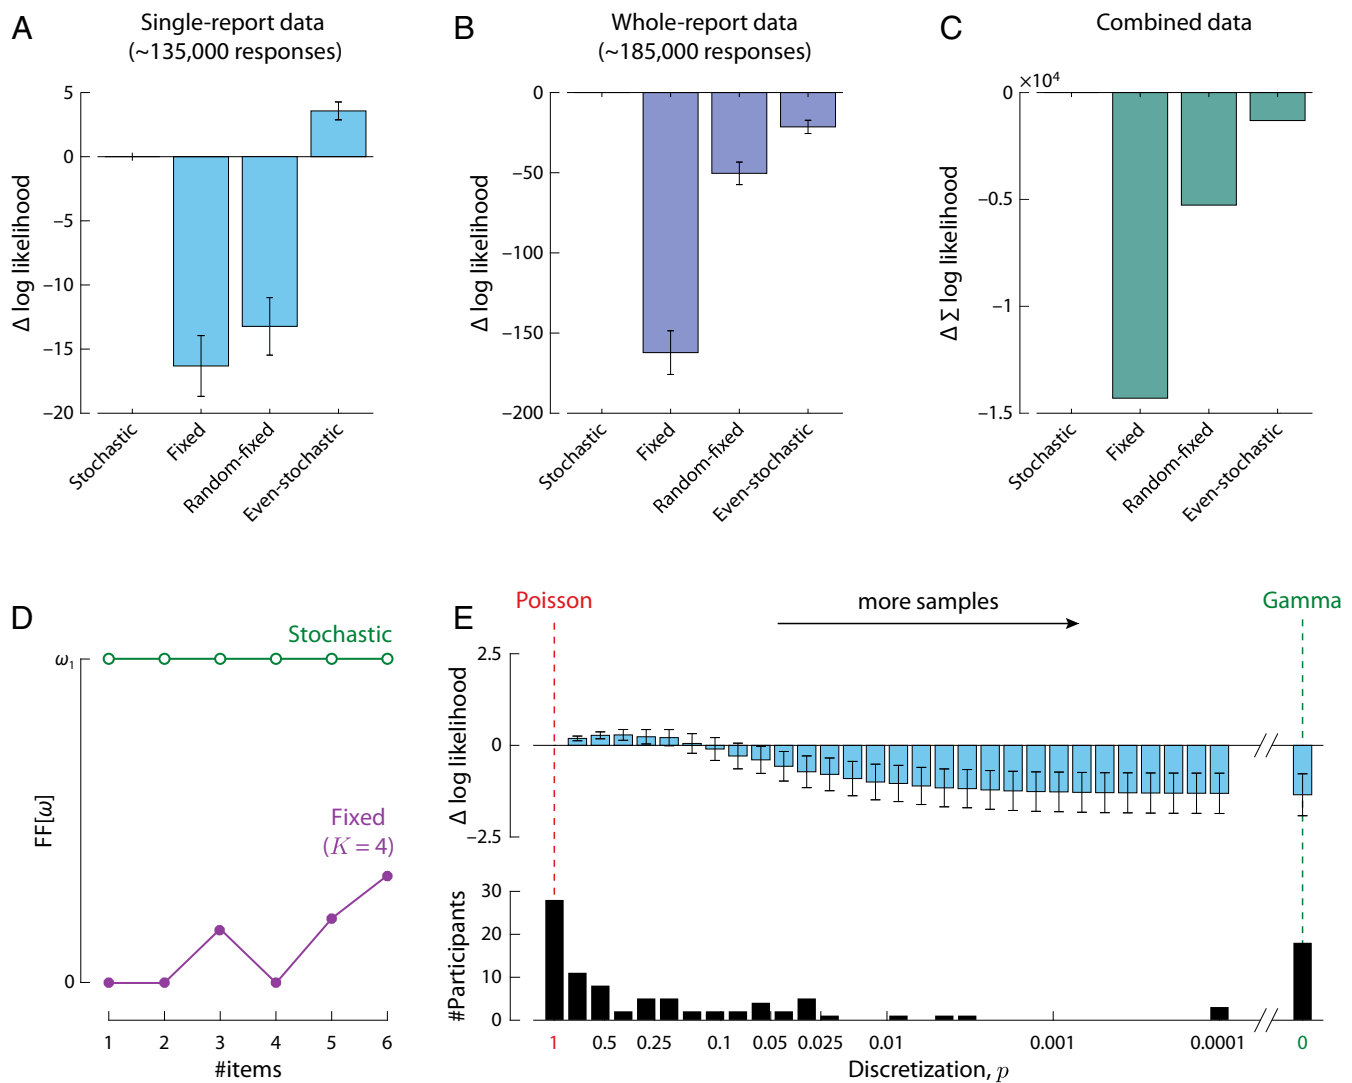 A
Single-report data
(~135,000 responses)
Δ log likelihood
5
0
−5
−10
−15
−20
Stochastic
Fixed
Random-fixed
Even-stochastic
B
Whole-report data
(~185,000 responses)
Δ log likelihood
0
−50
−100
−150
−200
Stochastic
Fixed
Random-fixed
Even-stochastic
C
Combined data
×10⁴
Δ Σ log likelihood
0
−0.5
−1
−1.5
Stochastic
Fixed
Random-fixed
Even-stochastic
D
FF[ω]
ω₁
0
Stochastic
Fixed
(K = 4)
1 2 3 4 5 6
#items
E
Poisson
more samples
Gamma
Δ log likelihood
2.5
0
−2.5
#Participants
30
20
10
0
1 0.5 0.25 0.1 0.05 0.025 0.01 0.001 0.0001 0
Discretization, p